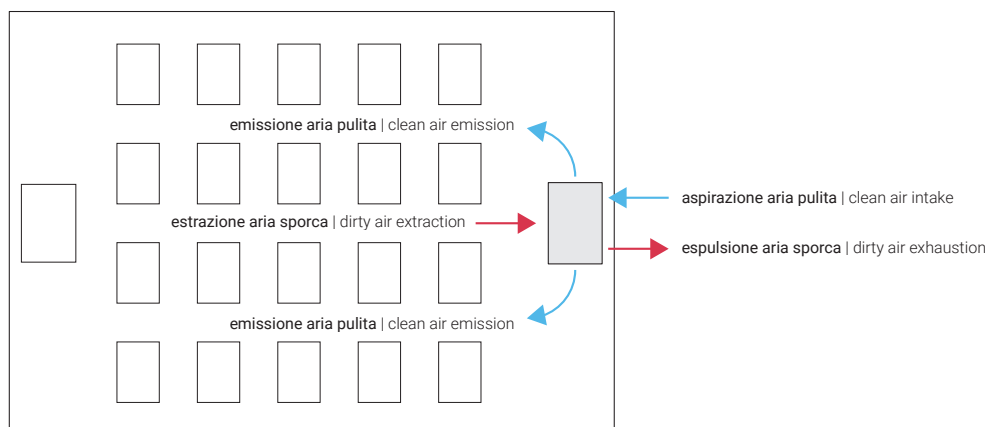 emissione aria pulita | clean air emission
aspirazione aria pulita | clean air intake
estrazione aria sporca | dirty air extraction
espulsione aria sporca | dirty air exhaustion
emissione aria pulita | clean air emission